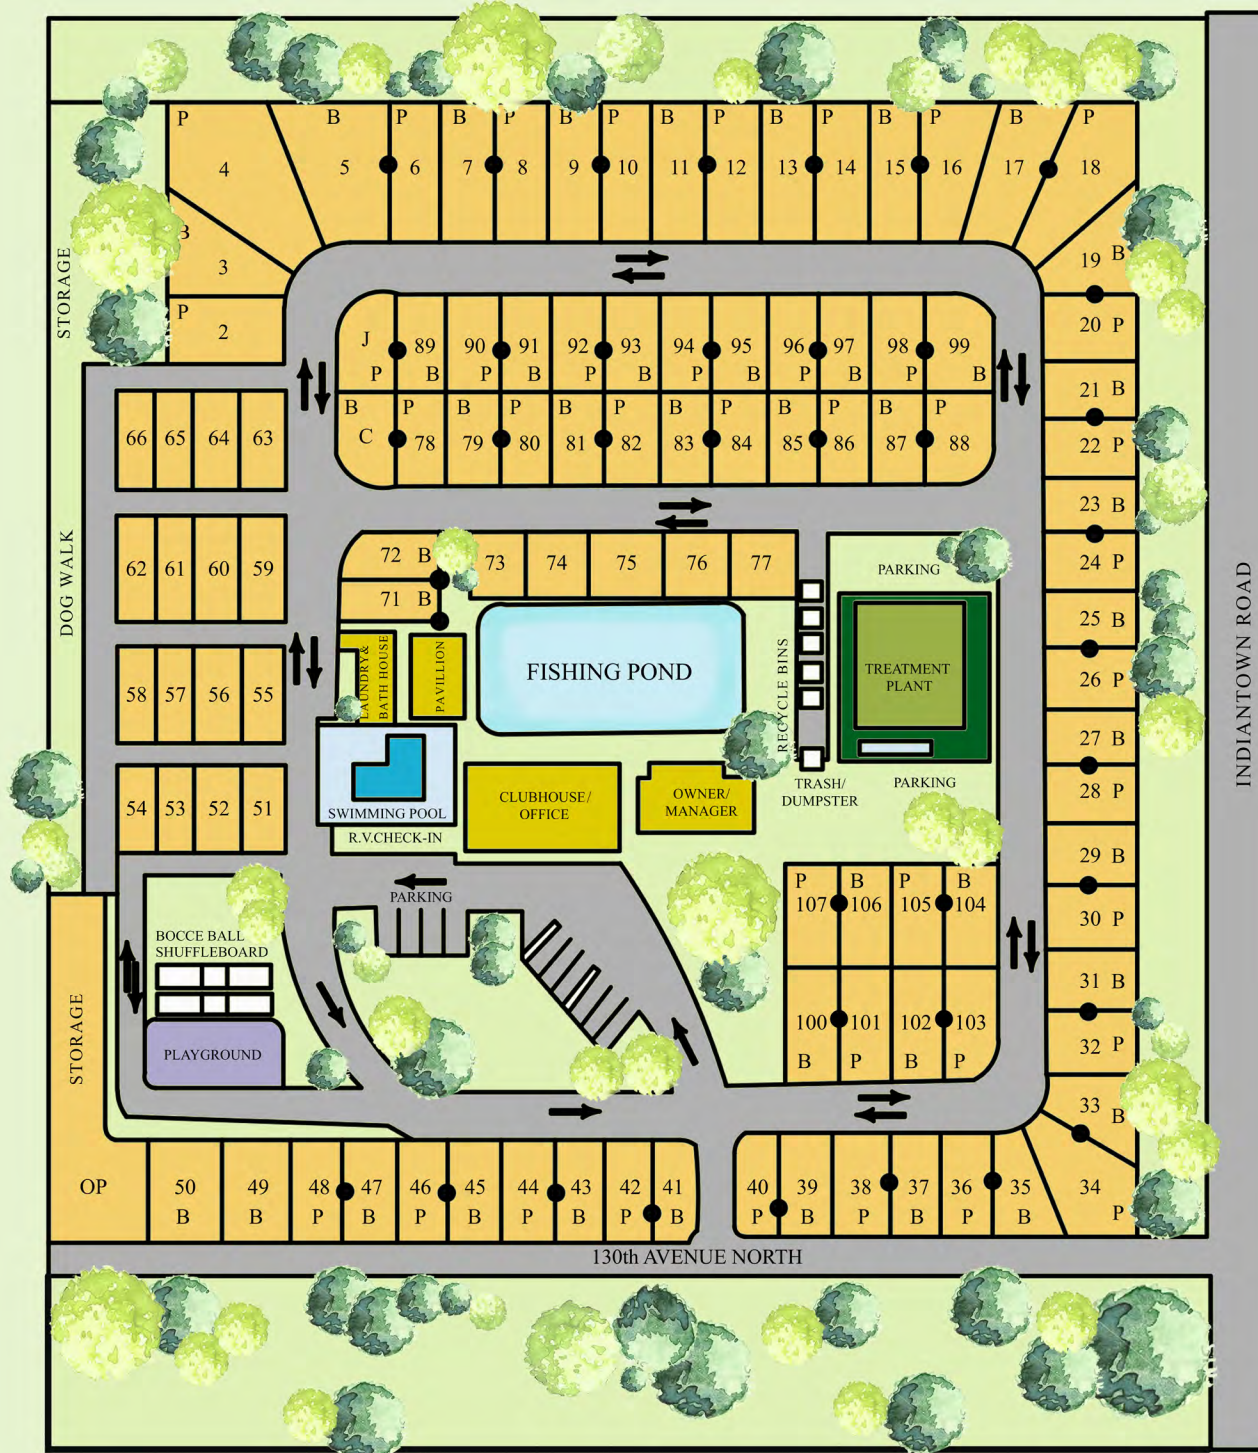 P
B
P
B
P
B
P
B
P
B
P
B
P
B
P
4
5
6
7
8
9
10
11
12
13
14
15
16
17
18
B
3
19
B
STORAGE
P
2
20
P
J
89
90
91
92
93
94
95
96
97
98
99
P
B
P
B
P
B
P
B
P
B
P
B
21
B
B
P
B
P
B
P
B
P
B
P
B
P
C
78
79
80
81
82
83
84
85
86
87
88
66
65
64
63
22
P
23
B
72
B
73
74
75
76
77
24
P
PARKING
62
61
60
59
DOG WALK
71
B
25
B
INDIANTOWN ROAD
LAUNDRY&
BATH HOUSE
PAVILLION
FISHING POND
RECYCLE BINS
TREATMENT
PLANT
26
P
58
57
56
55
27
B
TRASH/
DUMPSTER
PARKING
28
P
54
53
52
51
SWIMMING POOL
CLUBHOUSE/
OFFICE
OWNER/
MANAGER
R.V.CHECK-IN
29
B
PARKING
P
B
P
B
107
106
105
104
30
P
BOCCE BALL
SHUFFLEBOARD
31
B
STORAGE
100
101
102
103
B
P
B
P
32
P
PLAYGROUND
33
B
OP
50
49
48
47
46
45
44
43
42
41
40
39
38
37
36
35
34
B
B
P
B
P
B
P
B
P
B
P
B
P
B
P
B
P
130th AVENUE NORTH